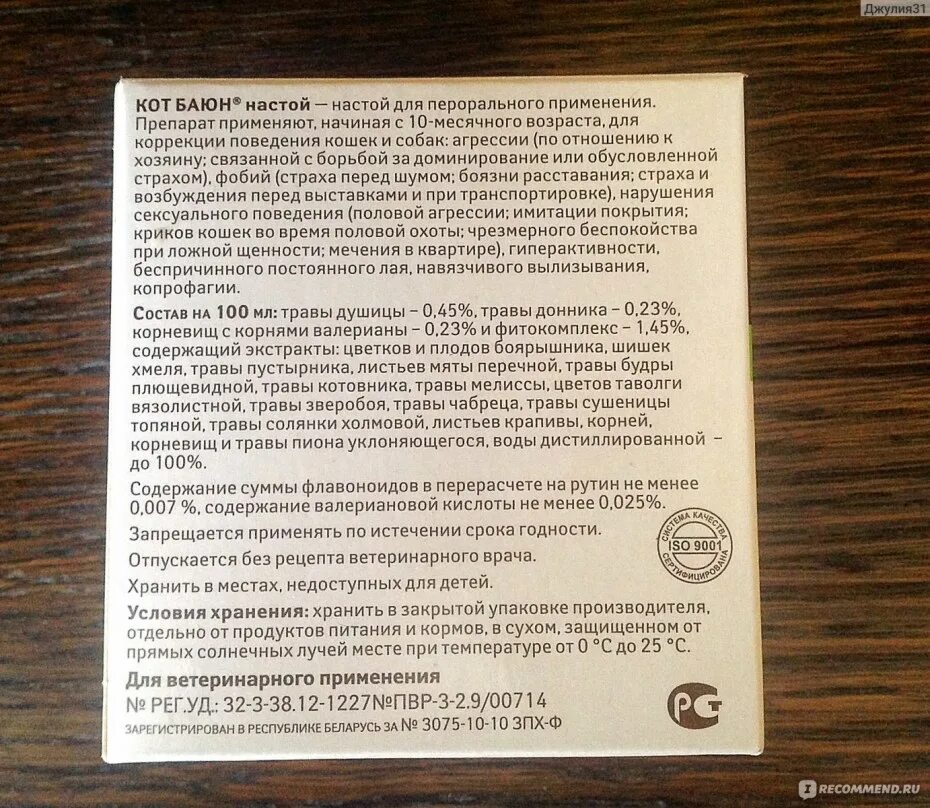 Джулия31
КОТ БАЮН® настой — настой для перорального применения.
Препарат применяют, начиная с 10-месячного возраста, для
коррекции поведения кошек и собак: агрессии (по отношению к
хозяину; связанной с борьбой за доминирование или обусловленной
страхом), фобий (страха перед шумом; боязни расставания; страха и
возбуждения перед выставками и при транспортировке), нарушения
сексуального поведения (половой агрессии; имитации покрытия;
криков кошек во время половой охоты; чрезмерного беспокойства
при ложной щенности; мечения в квартире), гиперактивности,
беспричинного постоянного лая, навязчивого вылизывания,
копрофагии.
Состав на 100 мл: травы душицы – 0,45%, травы донника – 0,23%,
корневищ с корнями валерианы – 0,23% и фитокомплекс – 1,45%,
содержащий экстракты: цветков и плодов боярышника, шишек
хмеля, травы пустырника, листьев мяты перечной, травы будры
плющевидной, травы котовника, травы мелиссы, цветов таволги
вязолистной, травы зверобоя, травы чабреца, травы сушеницы
топяной, травы солянки холмовой, листьев крапивы, корней,
корневищ и травы пиона уклоняющегося, воды дистиллированной –
до 100%.
Содержание суммы флавоноидов в перерасчете на рутин не менее
0,007 %, содержание валериановой кислоты не менее 0,025%.
Запрещается применять по истечении срока годности.
Отпускается без рецепта ветеринарного врача.
Хранить в местах, недоступных для детей.
СИСТЕМА КАЧЕСТВА
ISO 9001
СЕРТИФИЦИРОВАНА
Условия хранения: хранить в закрытой упаковке производителя,
отдельно от продуктов питания и кормов, в сухом, защищенном от
прямых солнечных лучей месте при температуре от 0 °С до 25 °С.
Для ветеринарного применения
№ РЕГ.УД.: 32-3-38.12-1227№ПВР-3-2.9/00714
ЗАРЕГИСТРИРОВАН В РЕСПУБЛИКЕ БЕЛАРУСЬ ЗА № 3075-10-10 ЗПХ-Ф
РСТ
IRECOMMEND.RU